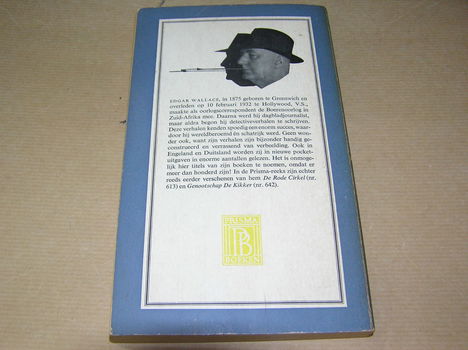 EDGAR WALLACE, in 1875 geboren te Greenwich en
overleden op 10 februari 1932 te Hollywood, V.S.,
maakte als oorlogscorrespondent de Boerenoorlog in
Zuid-Afrika mee. Daarna werd hij dagbladjournalist,
maar aldra begon hij detectiveverhalen te schrijven.
Deze verhalen kenden spoedig een enorm succes, waar-
door hij wereldberoemd én schatrijk werd. Geen won-
der ook, want zijn verhalen zijn bijzonder handig ge-
construeerd en verrassend van verbeelding. Ook in
Engeland en Duitsland worden zij in nieuwe pocket-
uitgaven in enorme aantallen gelezen. Het is onmoge-
lijk hier titels van zijn boeken te noemen, omdat er
meer dan honderd zijn! In de Prisma-reeks zijn echter
reeds eerder verschenen van hem De Rode Cirkel (nr.
613) en Genootschap De Kikker (nr. 642).
PRISMA
PB
BOEKEN